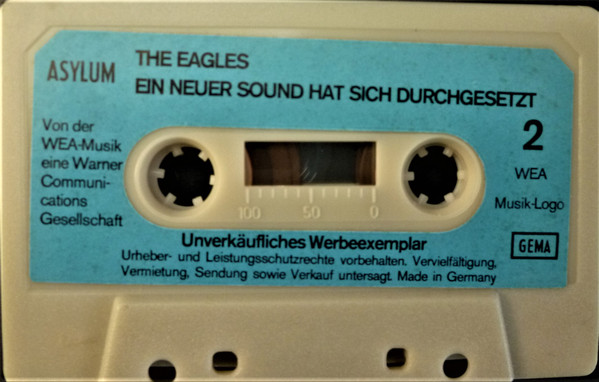 ASYLUM
THE EAGLES
EIN NEUER SOUND HAT SICH DURCHGESETZT
Von der
WEA-Musik
eine Warner
Communi-
cations
Gesellschaft
2
WEA
Musik-Logo
100 50 0
Unverkäufliches Werbeexemplar
GEMA
Urheber- und Leistungsschutzrechte vorbehalten. Vervielfältigung,
Vermietung, Sendung sowie Verkauf untersagt. Made in Germany